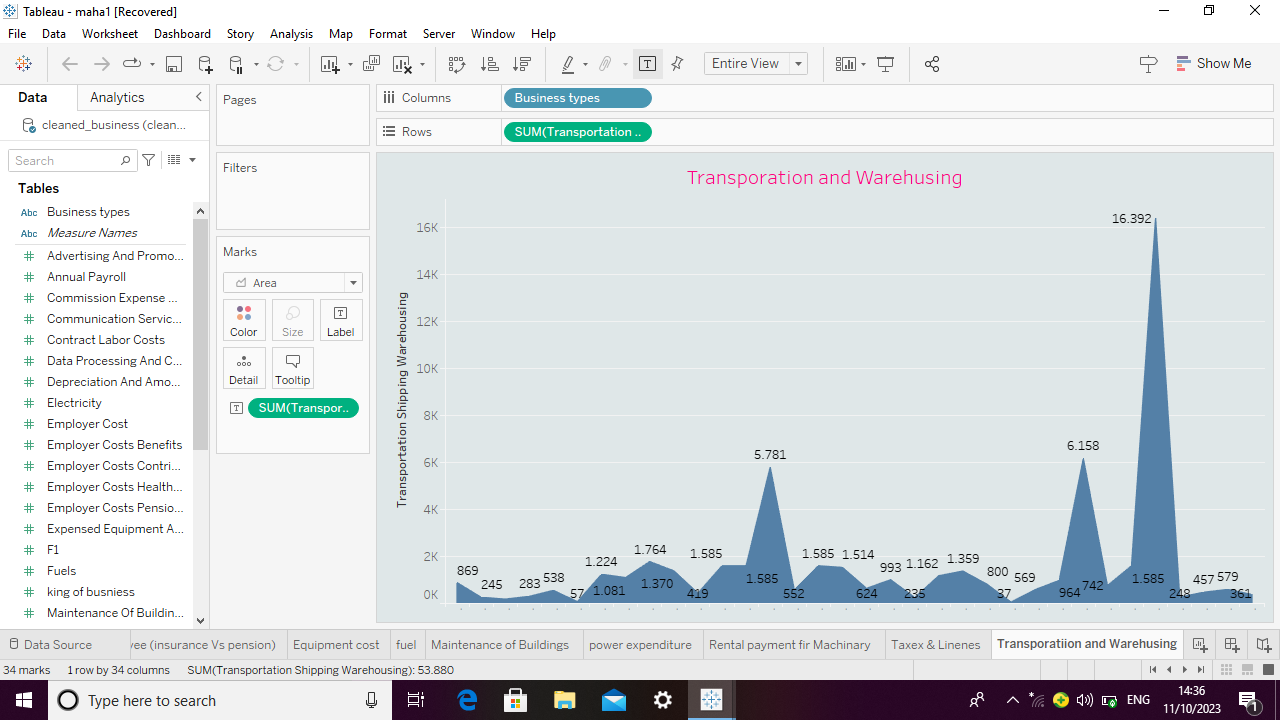 Tableau - maha1 [Recovered]
File Data Worksheet Dashboard Story Analysis Map Format Server Window Help
Entire View
Show Me
Data Analytics
cleaned_business (clean...
Search
Tables
Abc Business types
Abc Measure Names
Advertising And Promo...
Annual Payroll
Commission Expense ...
Communication Servic...
Contract Labor Costs
Data Processing And C...
Depreciation And Amo...
Electricity
Employer Cost
Employer Costs Benefits
Employer Costs Contri...
Employer Costs Health...
Employer Costs Pensio...
Expensed Equipment A...
F1
Fuels
king of busniess
Maintenance Of Buildin...
Pages
Filters
Marks
Area
Color Size Label
Detail Tooltip
SUM(Transpor..
Columns Business types
Rows SUM(Transportation ..
Transporation and Warehusing
Transportation Shipping Warehousing
16K
14K
12K
10K
8K
6K
4K
2K
0K
869
245
283
538
57
1.224
1.081
1.764
1.370
419
1.585
1.585
5.781
552
1.585
1.514
624
993
235
1.162
1.359
800
37
569
964
6.158
742
1.585
16.392
248
457
579
361
Data Source
yee (insurance Vs pension)
Equipment cost
fuel
Maintenance of Buildings
power expenditure
Rental payment fir Machinary
Taxex & Linenes
Transporatiion and Warehusing
34 marks 1 row by 34 columns SUM(Transportation Shipping Warehousing): 53.880
Type here to search
ENG
14:36
11/10/2023
1